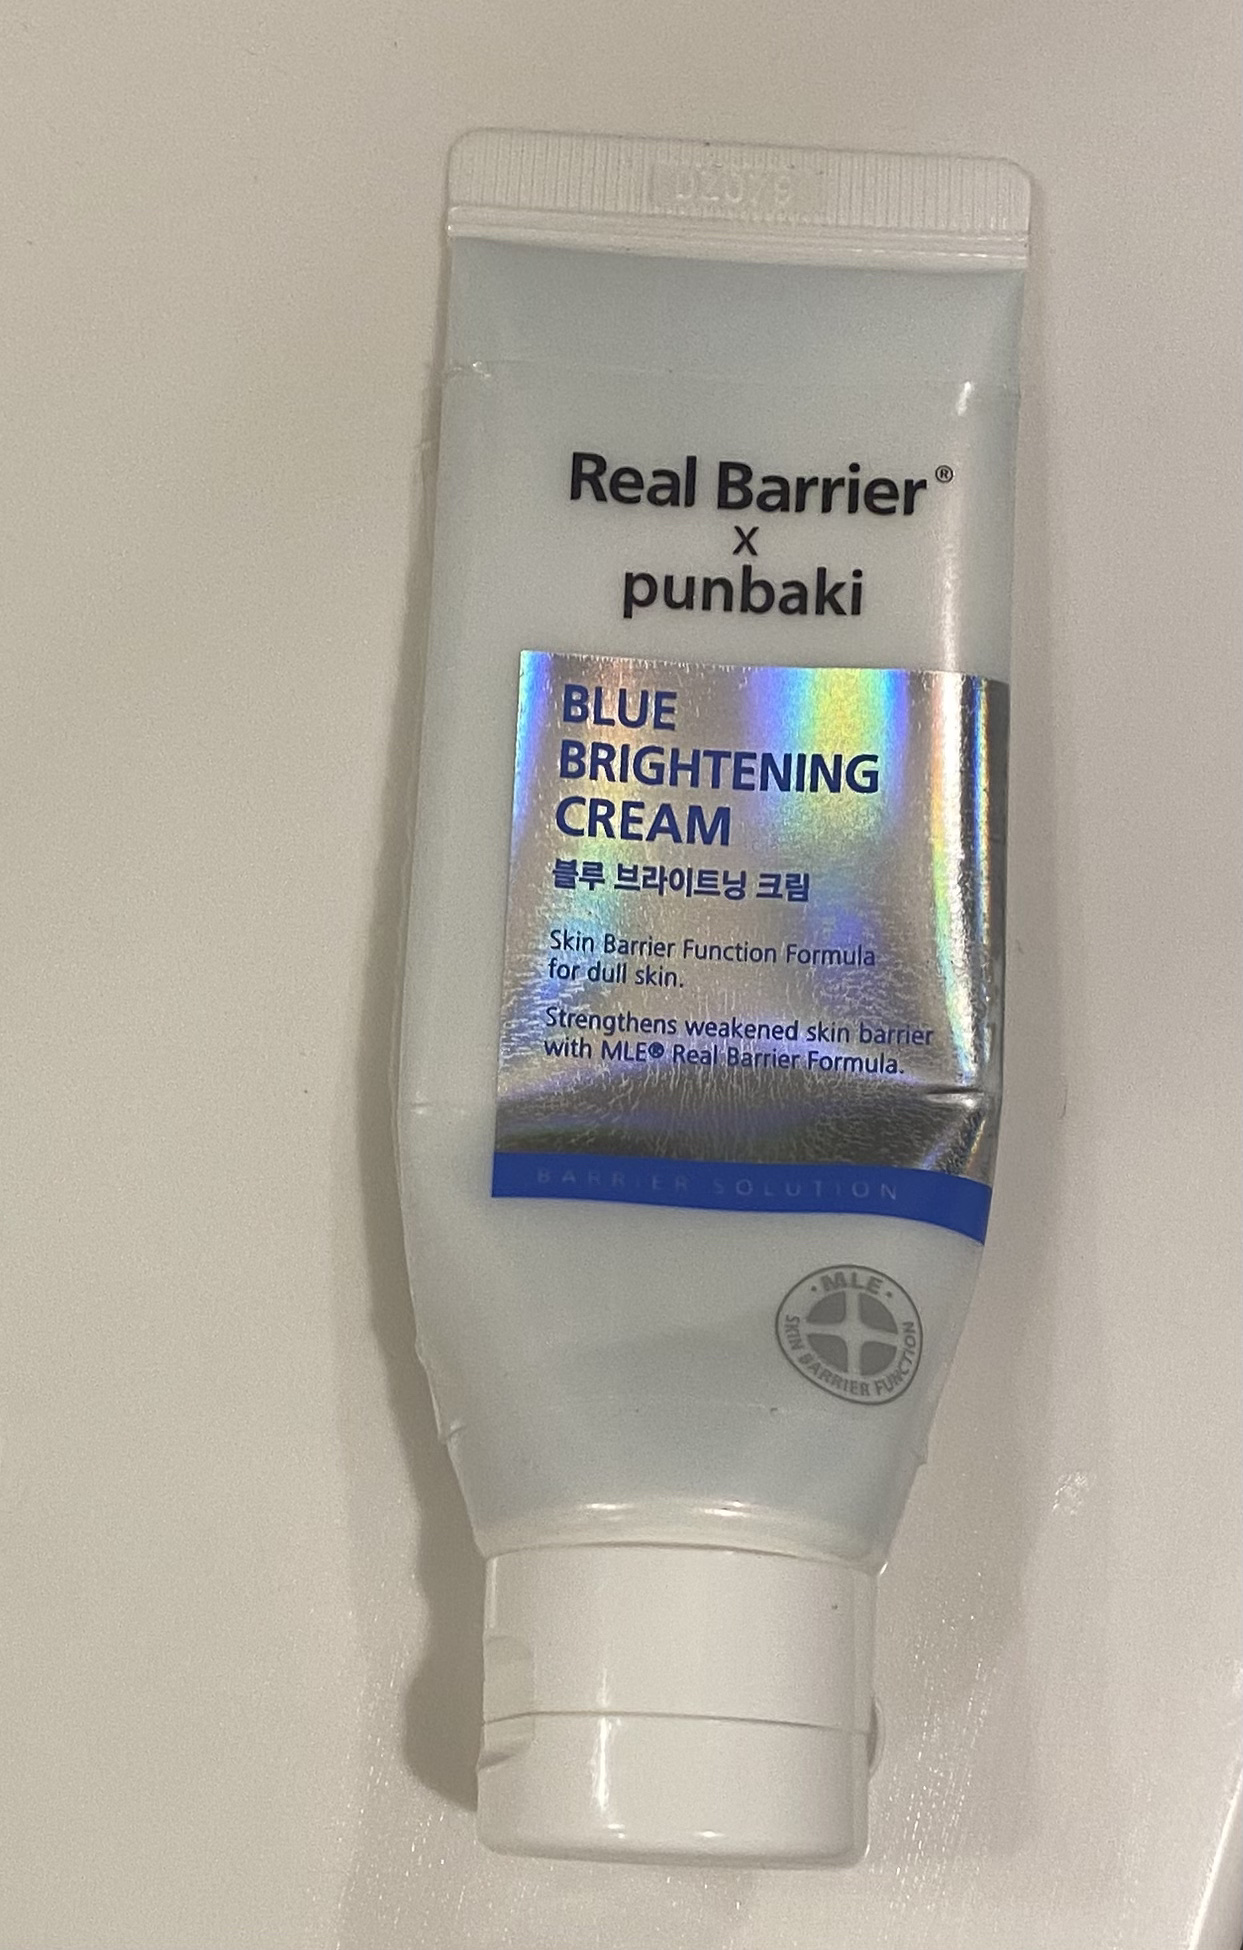 Real Barrier®
x
punbaki
BLUE
BRIGHTENING
CREAM
블루 브라이트닝 크림
Skin Barrier Function Formula
for dull skin.
Strengthens weakened skin barrier
with MLE® Real Barrier Formula.
BARRIER SOLUTION
· MLE ·
SKIN BARRIER FUNCTION